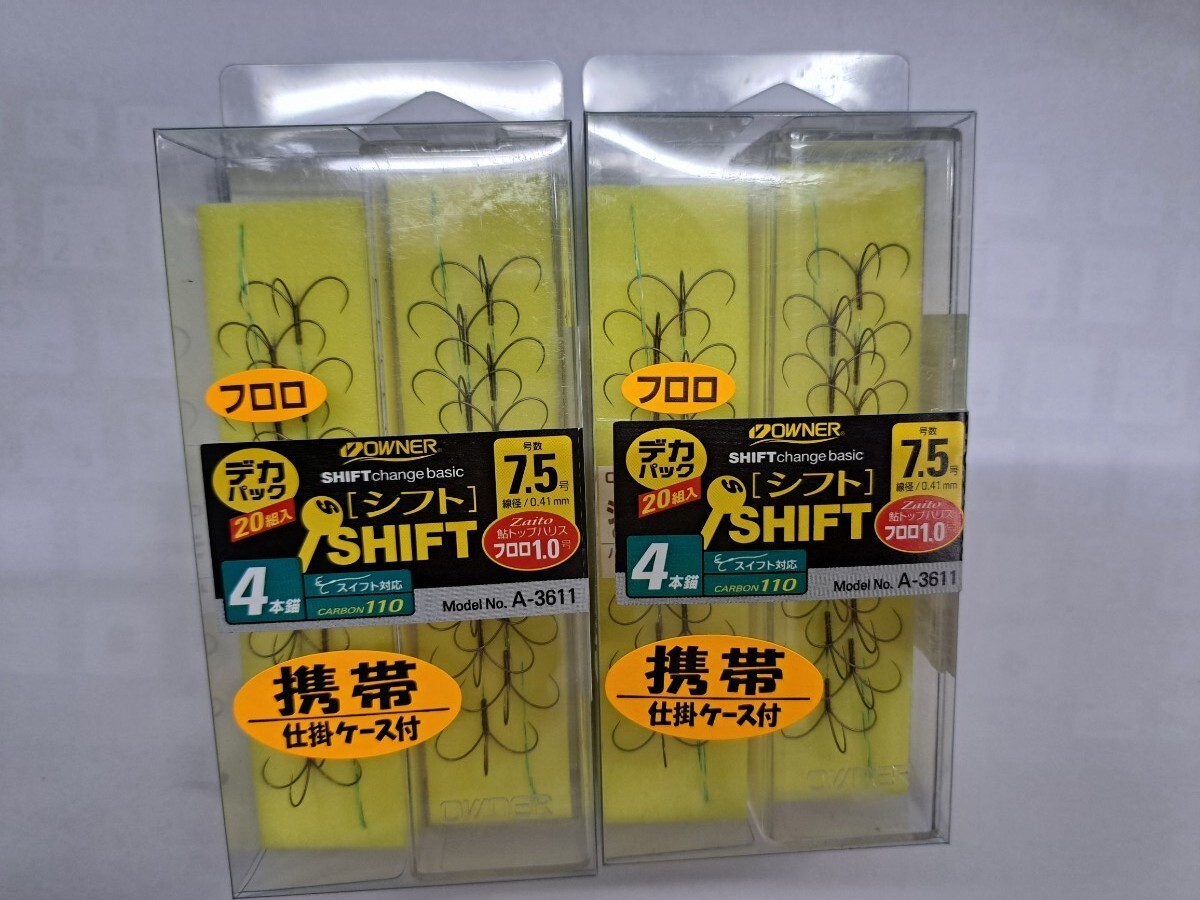 フロロ
デカ
パック
20組入
OWNER
SHIFTchange basic
[シフト]
SHIFT
号数
7.5号
線径/0.41mm
Zaito
鮎トップハリス
フロロ1.0号
4本錨
スイフト対応
CARBON 110
Model No. A-3611
携帯
仕掛ケース付
OWNER
フロロ
デカ
パック
20組入
OWNER
SHIFTchange basic
[シフト]
SHIFT
号数
7.5号
線径/0.41mm
Zaito
鮎トップハリス
フロロ1.0
4本錨
スイフト対応
CARBON 110
Model No. A-3611
携帯
仕掛ケース付
OWNER